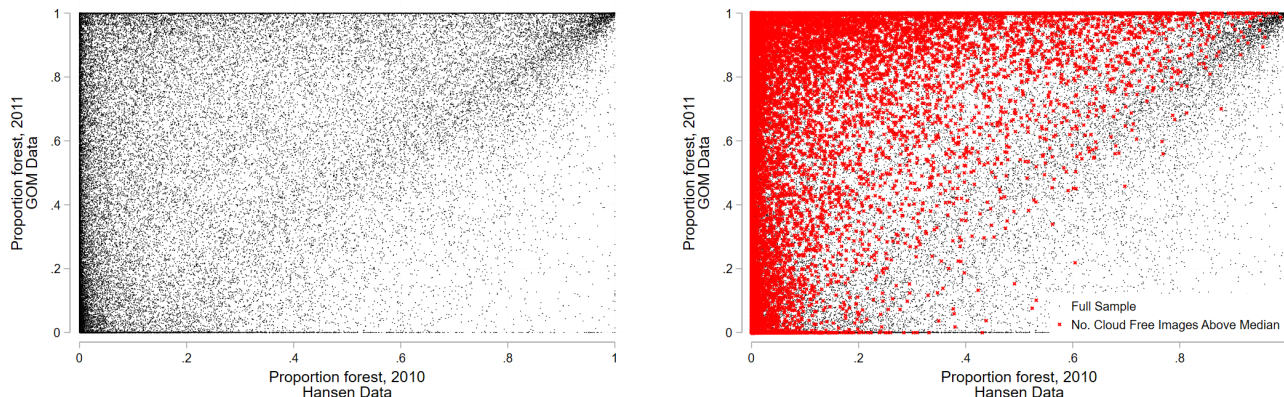 Proportion forest, 2011
GOM Data
1
.8
.6
.4
.2
0
0
.2
.4
.6
.8
1
Proportion forest, 2010
Hansen Data
Proportion forest, 2011
GOM Data
1
.8
.6
.4
.2
0
Full Sample
No. Cloud Free Images Above Median
0
.2
.4
.6
.8
Proportion forest, 2010
Hansen Data